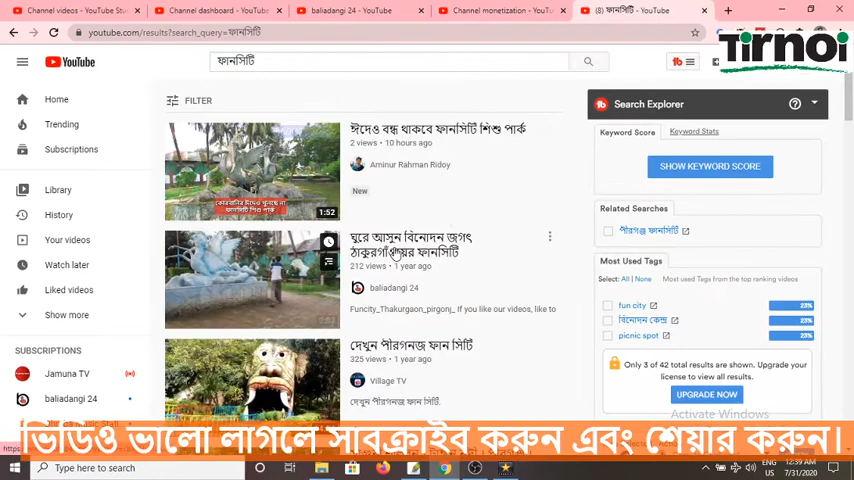 Channel videos - YouTube Stu
Channel dashboard - YouTube
baliadangi 24 - YouTube
Channel monetization - YouTu
(8) ফানসিটি - YouTube
youtube.com/results?search_query=ফানসিটি
Tirnoi
YouTube
ফানসিটি
Home
Trending
Subscriptions
Library
History
Your videos
Watch later
Liked videos
Show more
SUBSCRIPTIONS
Jamuna TV
baliadangi 24
FILTER
ঈদেও বন্ধ থাকবে ফানসিটি শিশু পার্ক
2 views • 10 hours ago
Aminur Rahman Ridoy
New
কোরবানির ঈদেও খুলছে না
ফানসিটি শিশু পার্ক
1:52
ঘুরে আসুন বিনোদন জগৎ
ঠাকুরগাঁওয়ের ফানসিটি
212 views • 1 year ago
baliadangi 24
Funcity_Thakurgaon_pirgonj_ If you like our videos, like to
দেখুন পীরগনজ ফান সিটি
325 views • 1 year ago
Village TV
দেখুন পীরগনজ ফান সিটি.
Search Explorer
Keyword Score
Keyword Stats
SHOW KEYWORD SCORE
Related Searches
পীরগঞ্জ ফানসিটি
Most Used Tags
Select: All | None
Most used Tags from the top ranking videos
fun city
23%
বিনোদন কেন্দ্র
23%
picnic spot
23%
Only 3 of 42 total results are shown. Upgrade your
license to view all results.
UPGRADE NOW
Activate Windows
ভিডিও ভালো লাগলে সাবক্রাইব করুন এবং শেয়ার করুন।
Type here to search
ENG
US
12:39 AM
7/31/2020